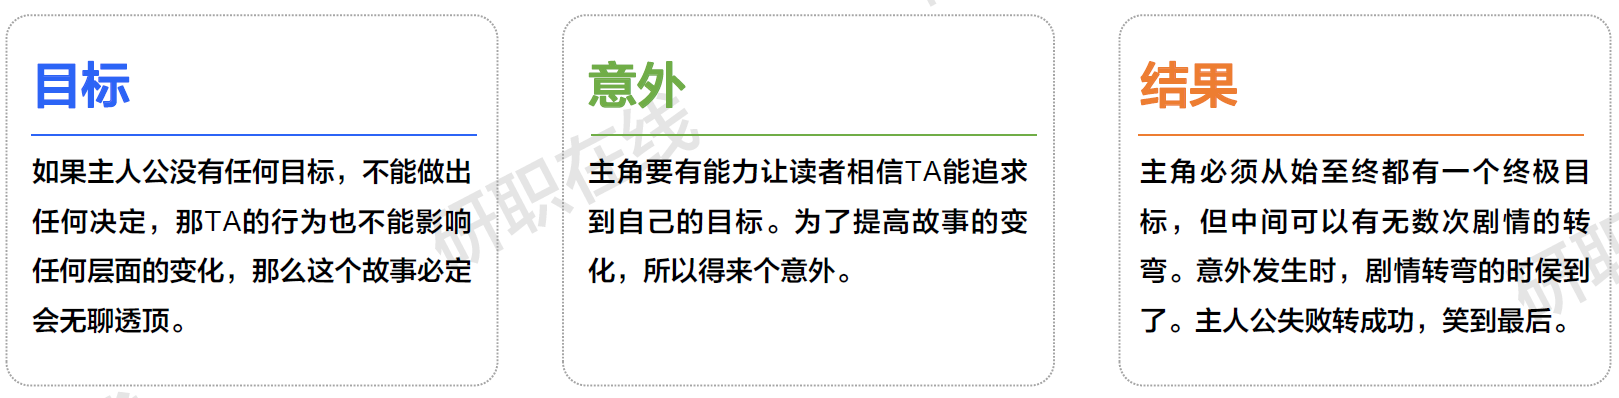 目标
如果主人公没有任何目标，不能做出
任何决定，那TA的行为也不能影响
任何层面的变化，那么这个故事必定
会无聊透顶。
意外
主角要有能力让读者相信TA能追求
到自己的目标。为了提高故事的变
化，所以得来个意外。
结果
主角必须从始至终都有一个终极目
标，但中间可以有无数次剧情的转
弯。意外发生时，剧情转弯的时侯到
了。主人公失败转成功，笑到最后。
研职在线
研职